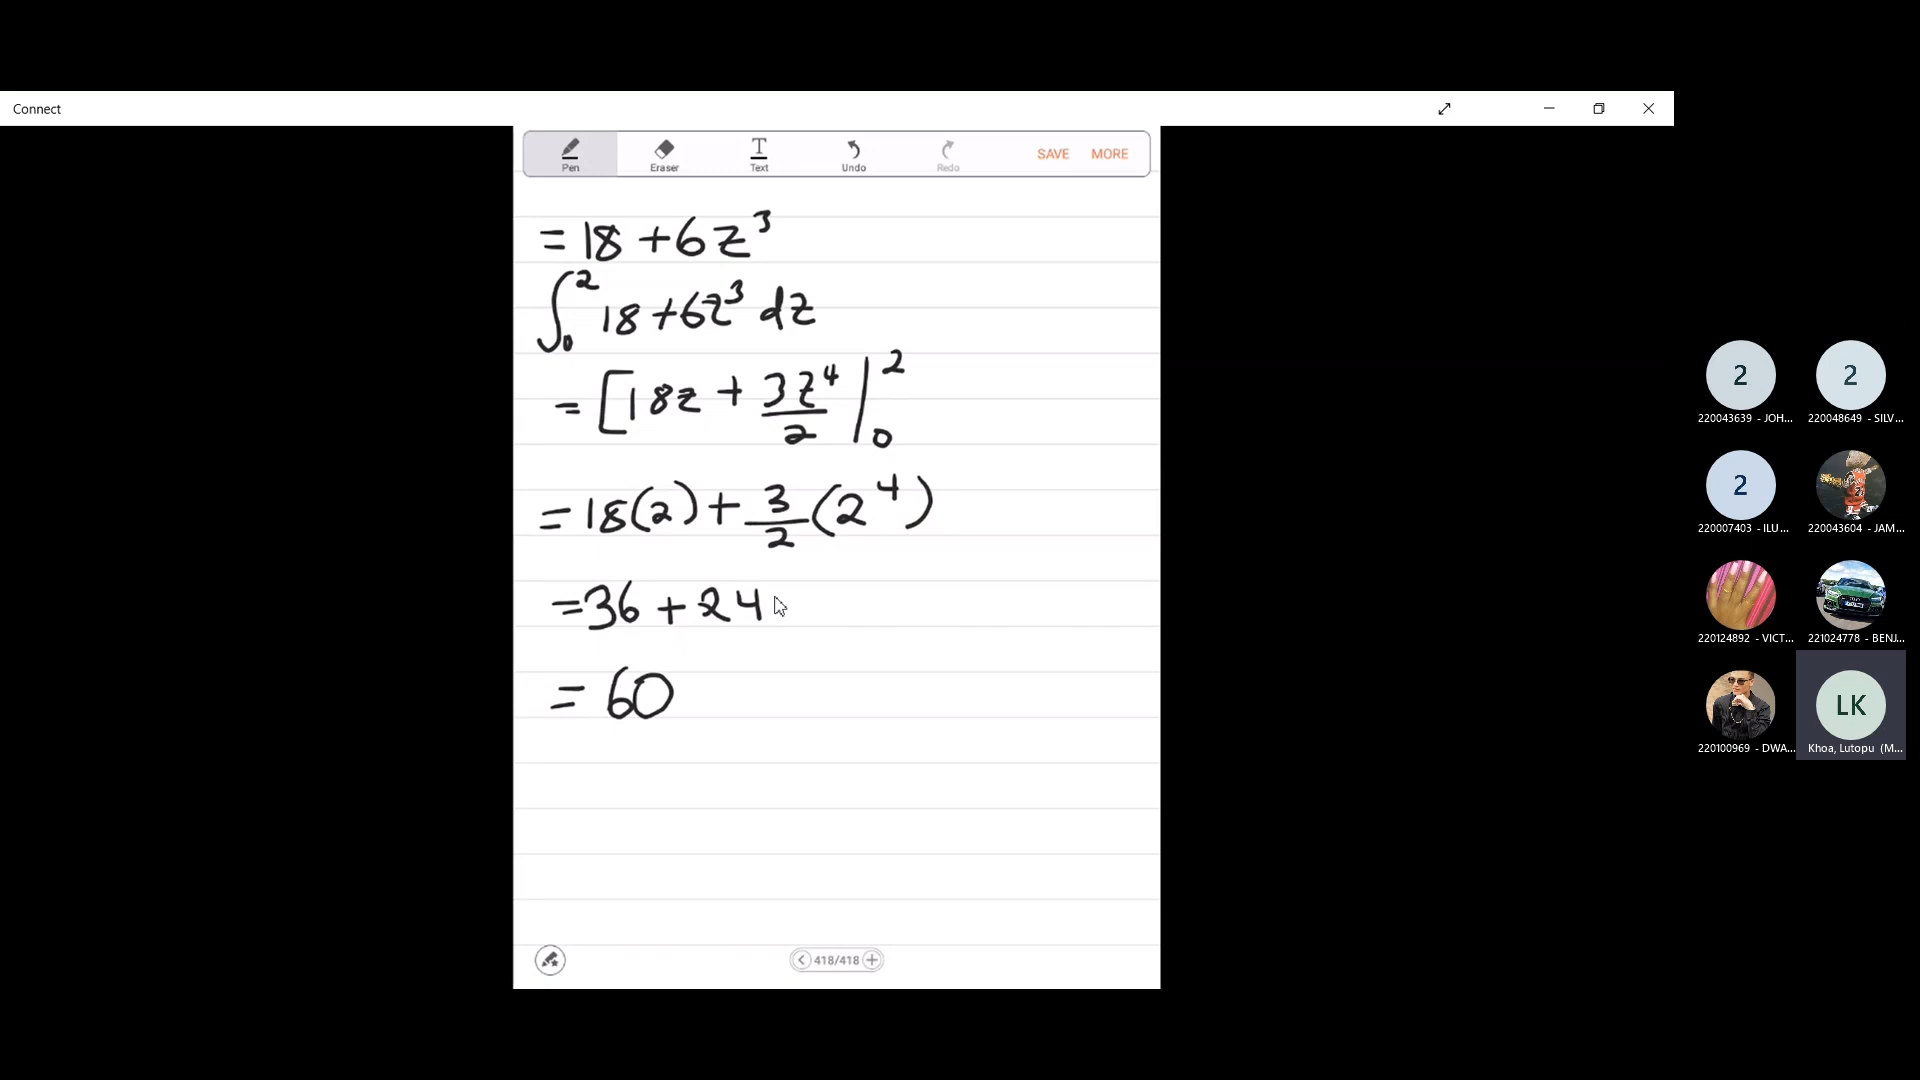 Connect
Pen Eraser Text Undo Redo SAVE MORE
= 18 + 6z³
∫₀² 18 + 6z³ dz
= [18z + 3z⁴/2 |₀²
= 18(2) + 3/2 (2⁴)
= 36 + 24
= 60
418/418
2 2
220043639 - JOH... 220048649 - SILV...
2
220007403 - ILU... 220043604 - JAM...
220124892 - VICT... 221024778 - BENJ...
LK
220100969 - DWA... Khoa, Lutopu (M...